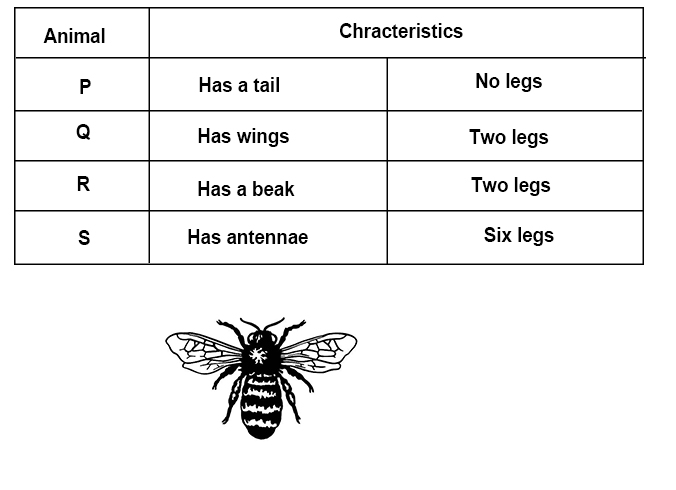 Animal Chracteristics
P Has a tail No legs
Q Has wings Two legs
R Has a beak Two legs
S Has antennae Six legs